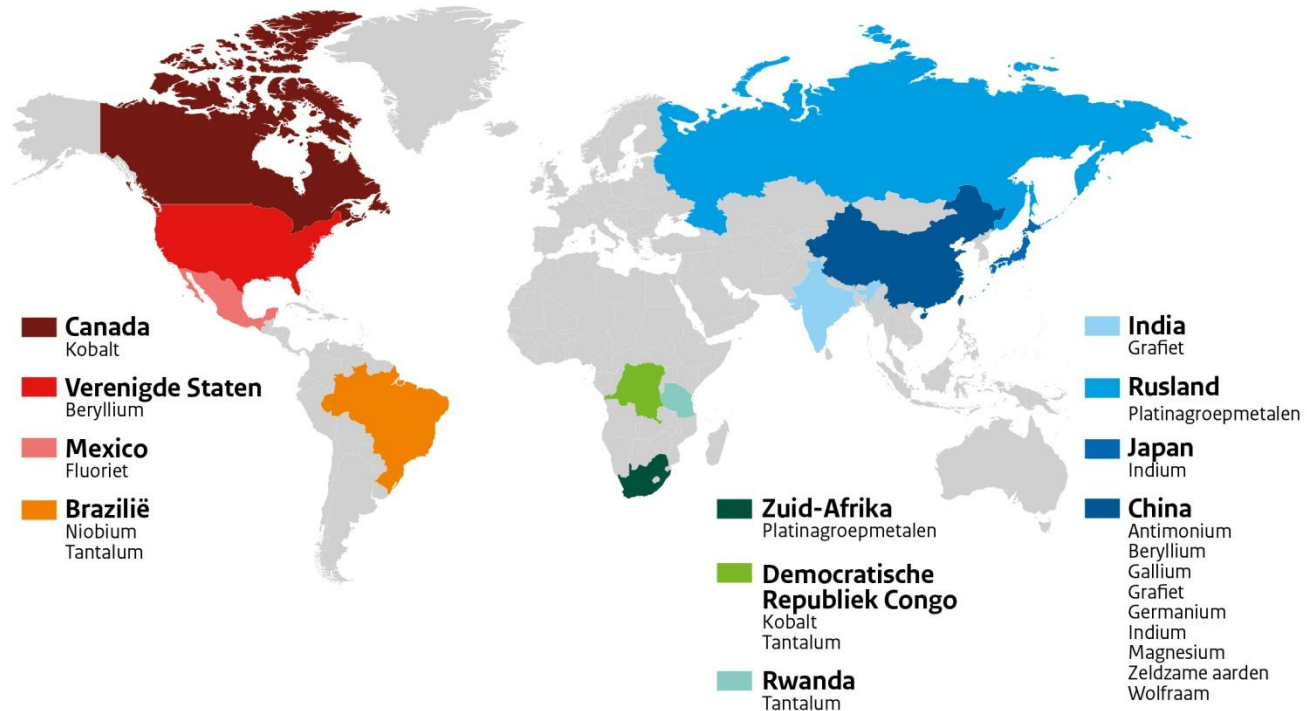 Canada
Kobalt
Verenigde Staten
Beryllium
Mexico
Fluoriet
Brazilië
Niobium
Tantalum
Zuid-Afrika
Platinagroepmetalen
Democratische
Republiek Congo
Kobalt
Tantalum
Rwanda
Tantalum
India
Grafiet
Rusland
Platinagroepmetalen
Japan
Indium
China
Antimonium
Beryllium
Gallium
Grafiet
Germanium
Indium
Magnesium
Zeldzame aarden
Wolfraam